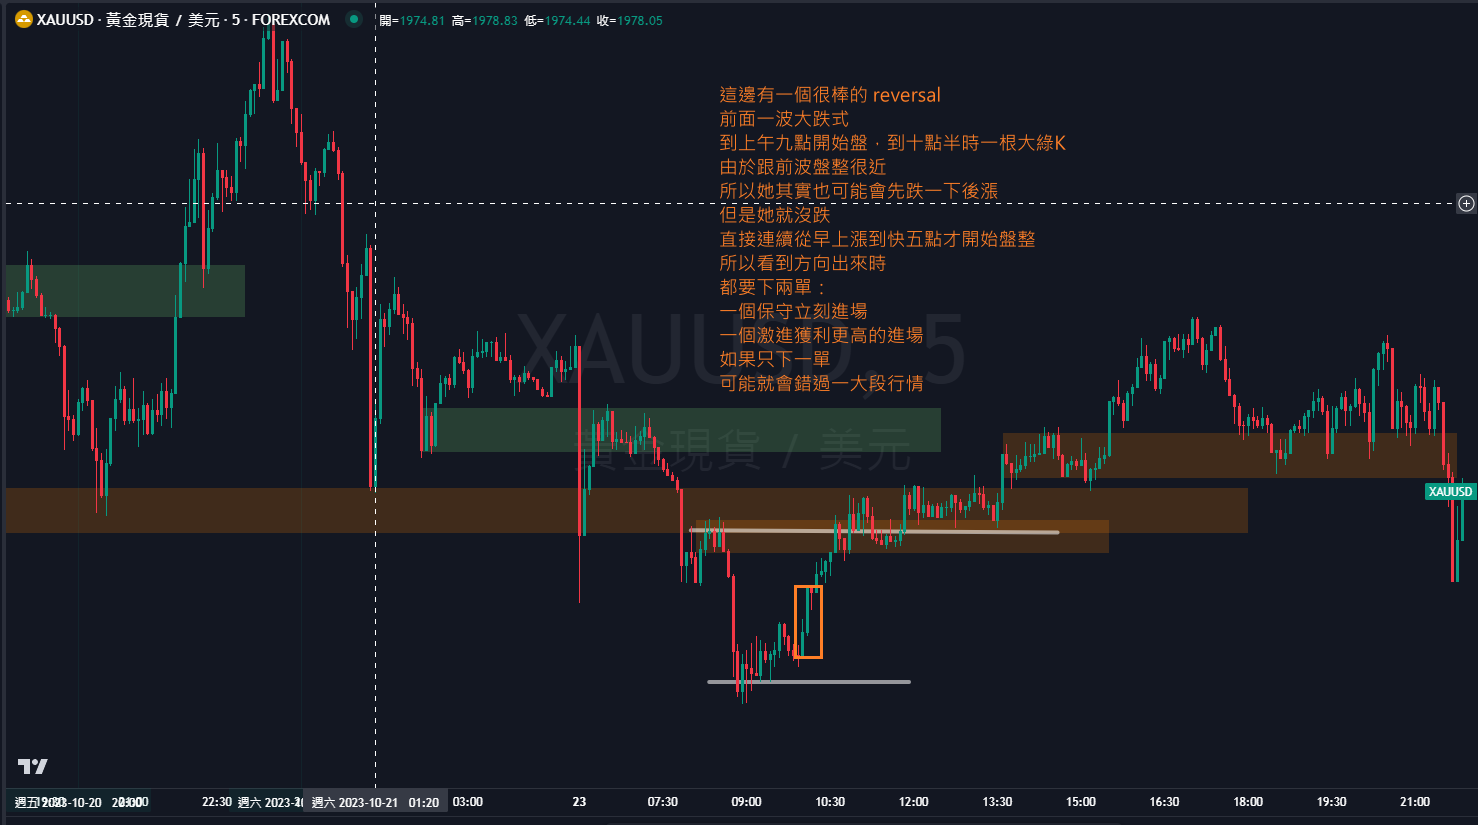 XAUUSD · 黃金現貨 / 美元 · 5 · FOREXCOM
開=1974.81 高=1978.83 低=1974.44 收=1978.05
這邊有一個很棒的 reversal
前面一波大跌式
到上午九點開始盤，到十點半時一根大綠K
由於跟前波盤整很近
所以她其實也可能會先跌一下後漲
但是她就沒跌
直接連續從早上漲到快五點才開始盤整
所以看到方向出來時
都要下兩單：
一個保守立刻進場
一個激進獲利更高的進場
如果只下一單
可能就會錯過一大段行情
XAUUSD, 5
黃金現貨 / 美元
XAUUSD
週五 2023-10-20 20:00 22:30 週六 2023-10 週六 2023-10-21 01:20 03:00 23 07:30 09:00 10:30 12:00 13:30 15:00 16:30 18:00 19:30 21:00